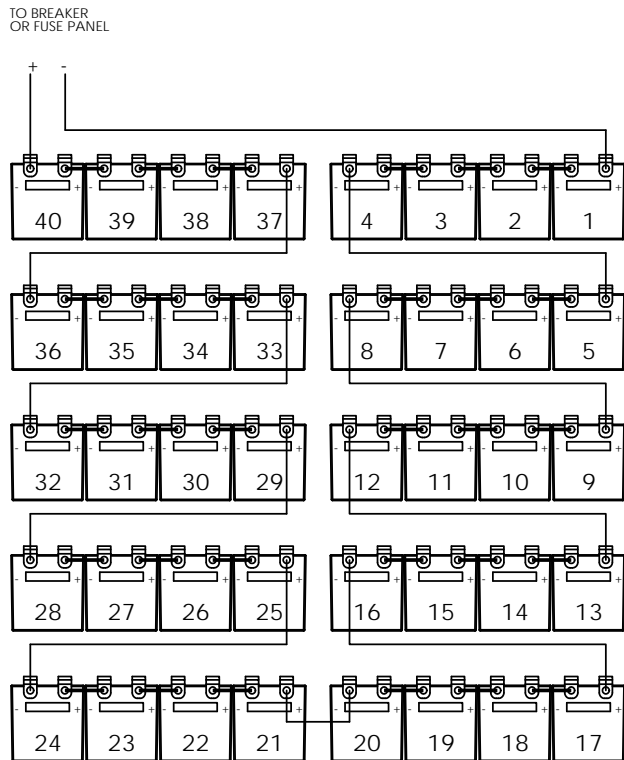 TO BREAKER
OR FUSE PANEL
+ -
- + - + - + - + - + - + - + - +
40 39 38 37 4 3 2 1
- + - + - + - + - + - + - + - +
36 35 34 33 8 7 6 5
- + - + - + - + - + - + - + - +
32 31 30 29 12 11 10 9
- + - + - + - + - + - + - + - +
28 27 26 25 16 15 14 13
- + - + - + - + - + - + - + - +
24 23 22 21 20 19 18 17